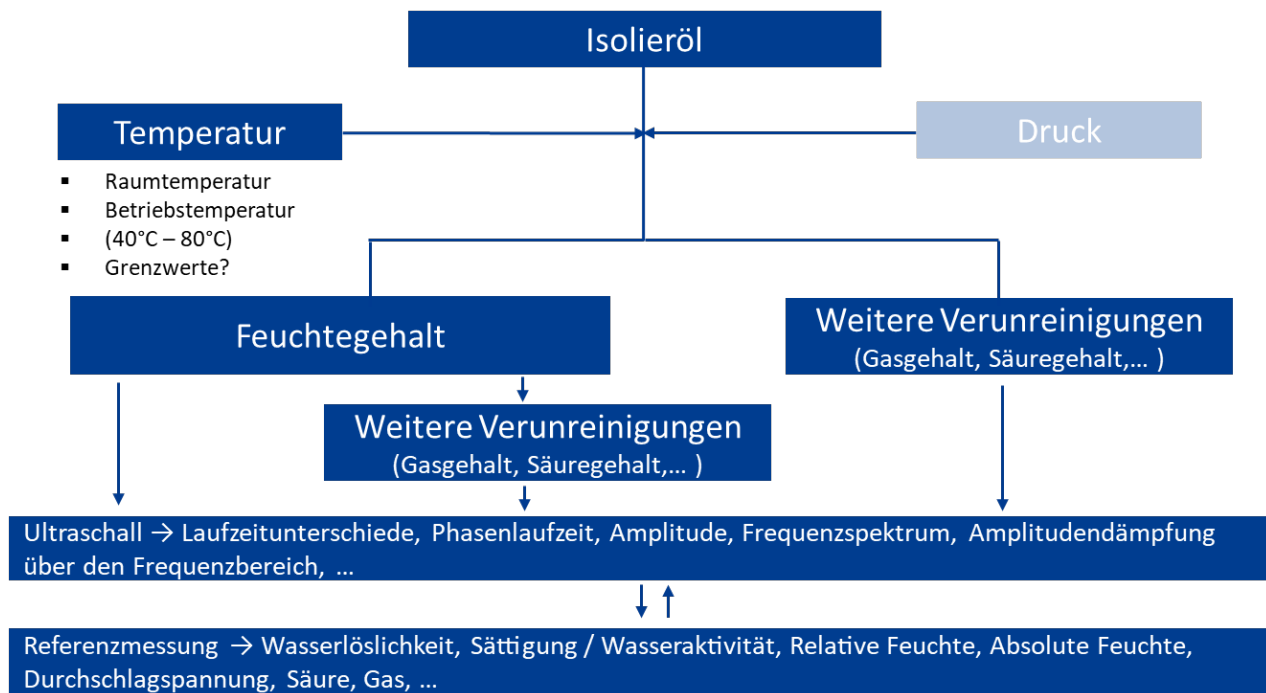 Isolieröl
Temperatur
Druck
▪ Raumtemperatur
▪ Betriebstemperatur
▪ (40°C – 80°C)
▪ Grenzwerte?
Feuchtegehalt
Weitere Verunreinigungen
(Gasgehalt, Säuregehalt,… )
Weitere Verunreinigungen
(Gasgehalt, Säuregehalt,… )
Ultraschall → Laufzeitunterschiede, Phasenlaufzeit, Amplitude, Frequenzspektrum, Amplitudendämpfung
über den Frequenzbereich, …
Referenzmessung → Wasserlöslichkeit, Sättigung / Wasseraktivität, Relative Feuchte, Absolute Feuchte,
Durchschlagspannung, Säure, Gas, …